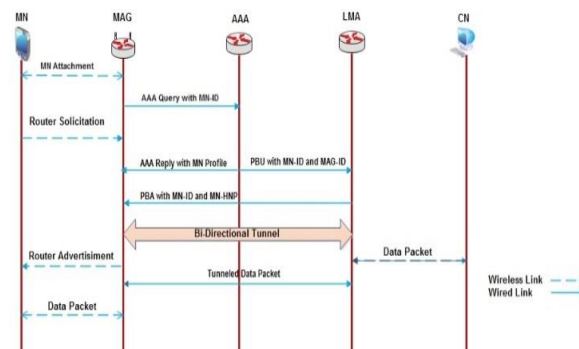 MN MAG AAA LMA CN
MN Attachment
AAA Query with MN-ID
Router Solicitation
AAA Reply with MN Profile PBU with MN-ID and MAG-ID
PBA with MN-ID and MN-HNP
Bi-Directional Tunnel
Router Advertisiment Data Packet
Tunneled Data Packet
Wireless Link
Wired Link
Data Packet